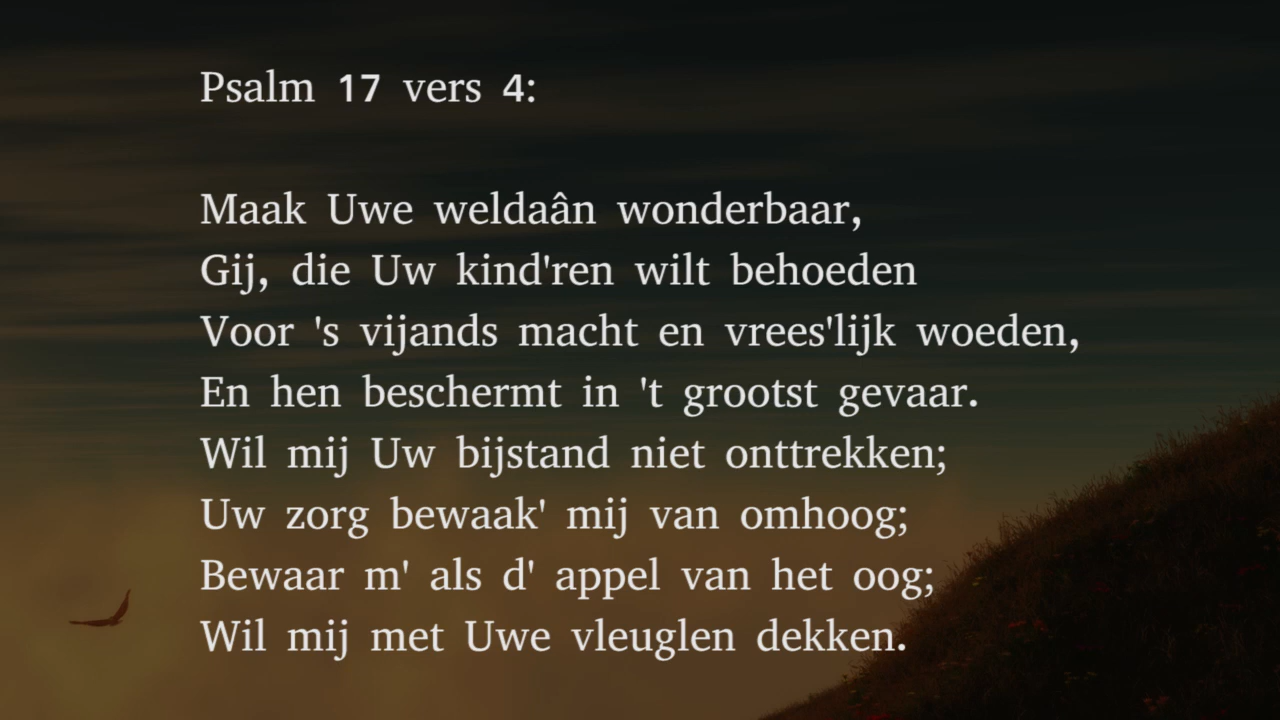 Psalm 17 vers 4:
Maak Uwe weldaân wonderbaar,
Gij, die Uw kind'ren wilt behoeden
Voor 's vijands macht en vrees'lijk woeden,
En hen beschermt in 't grootst gevaar.
Wil mij Uw bijstand niet onttrekken;
Uw zorg bewaak' mij van omhoog;
Bewaar m' als d' appel van het oog;
Wil mij met Uwe vleuglen dekken.